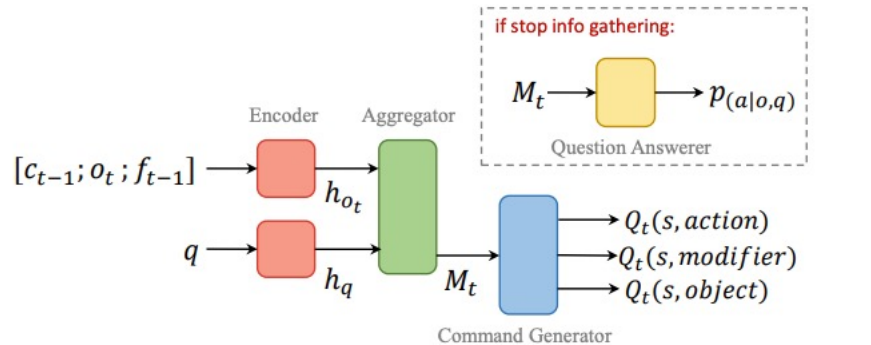 if stop info gathering:
M_t
p_(a|o,q)
Question Answerer
Encoder
Aggregator
[c_{t-1}; o_t; f_{t-1}]
h_{o_t}
q
h_q
M_t
Q_t(s, action)
Q_t(s, modifier)
Q_t(s, object)
Command Generator